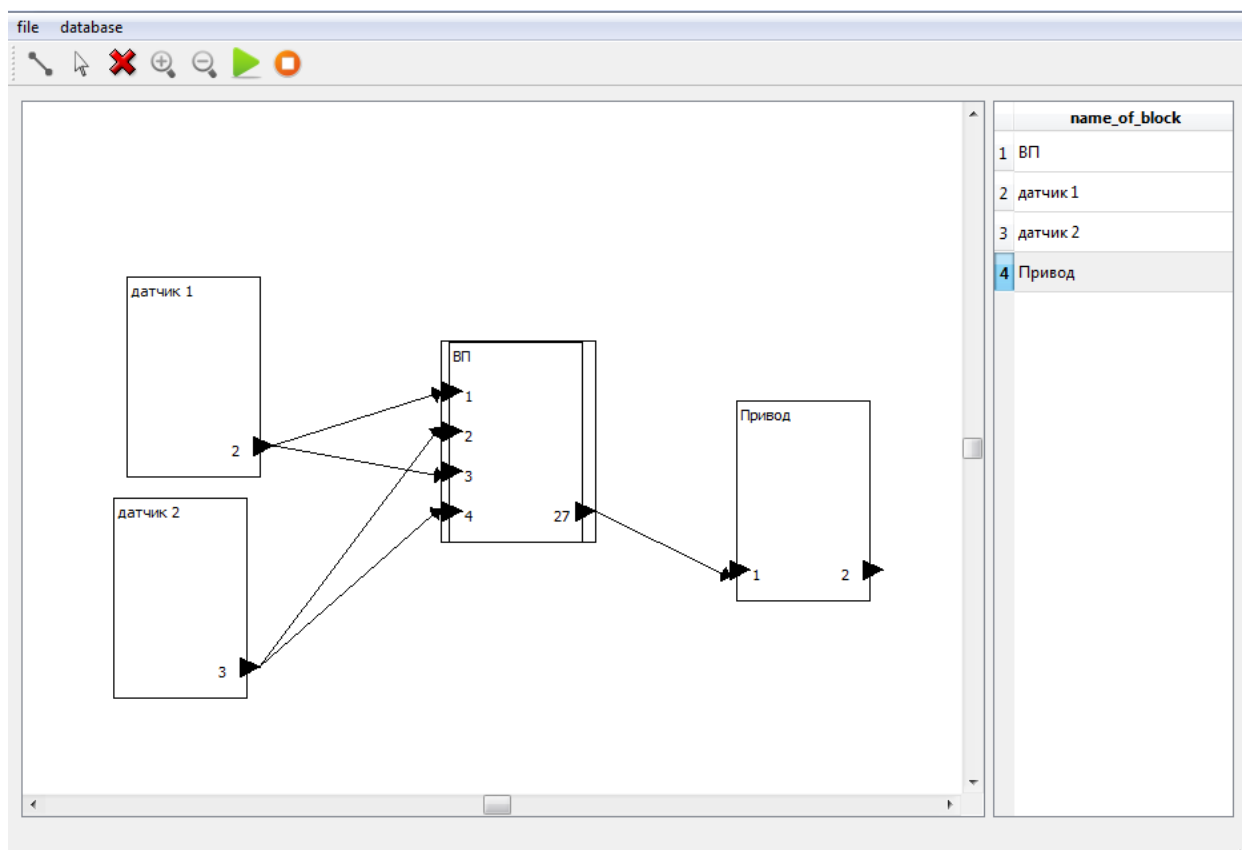 file database
name_of_block
1 ВП
2 датчик 1
3 датчик 2
4 Привод
датчик 1
2
датчик 2
3
ВП
1
2
3
4 27
Привод
1 2